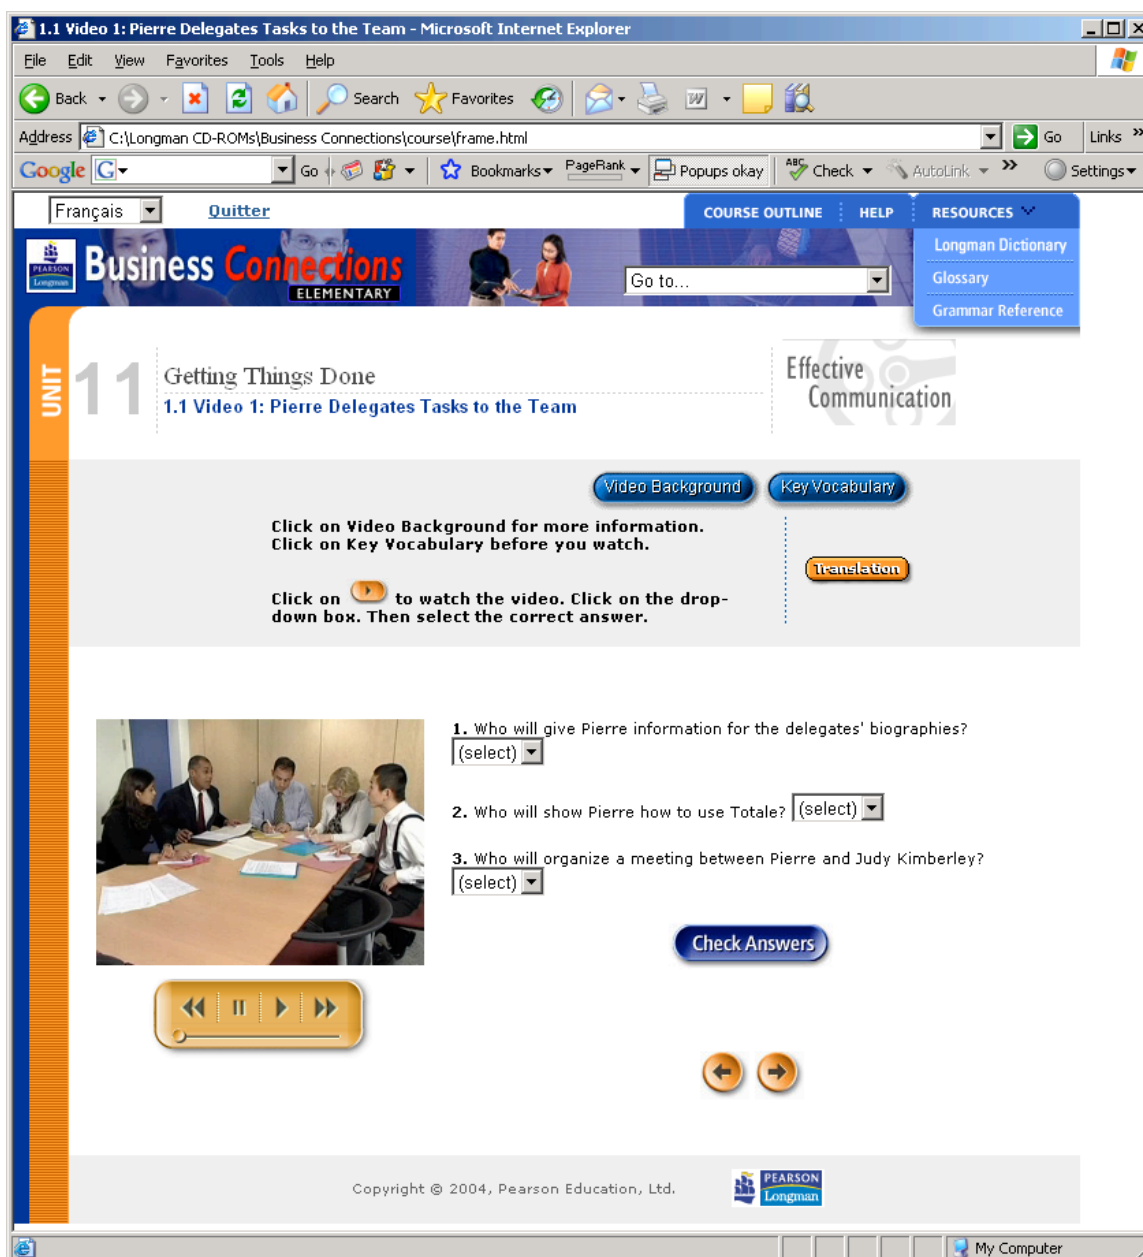 1.1 Video 1: Pierre Delegates Tasks to the Team - Microsoft Internet Explorer
File Edit View Favorites Tools Help
Back Search Favorites
Address C:\Longman CD-ROMs\Business Connections\course\frame.html Go Links »
Google G Go Bookmarks PageRank Popups okay ABC Check AutoLink » Settings
Français Quitter COURSE OUTLINE HELP RESOURCES
Longman Dictionary
Glossary
Grammar Reference
PEARSON
Longman
Business Connections
ELEMENTARY
Go to...
UNIT 11
Getting Things Done
1.1 Video 1: Pierre Delegates Tasks to the Team
Effective
Communication
Video Background Key Vocabulary
Click on Video Background for more information.
Click on Key Vocabulary before you watch.
Translation
Click on to watch the video. Click on the drop-
down box. Then select the correct answer.
1. Who will give Pierre information for the delegates' biographies?
(select)
2. Who will show Pierre how to use Totale? (select)
3. Who will organize a meeting between Pierre and Judy Kimberley?
(select)
Check Answers
Copyright © 2004, Pearson Education, Ltd.
PEARSON
Longman
My Computer